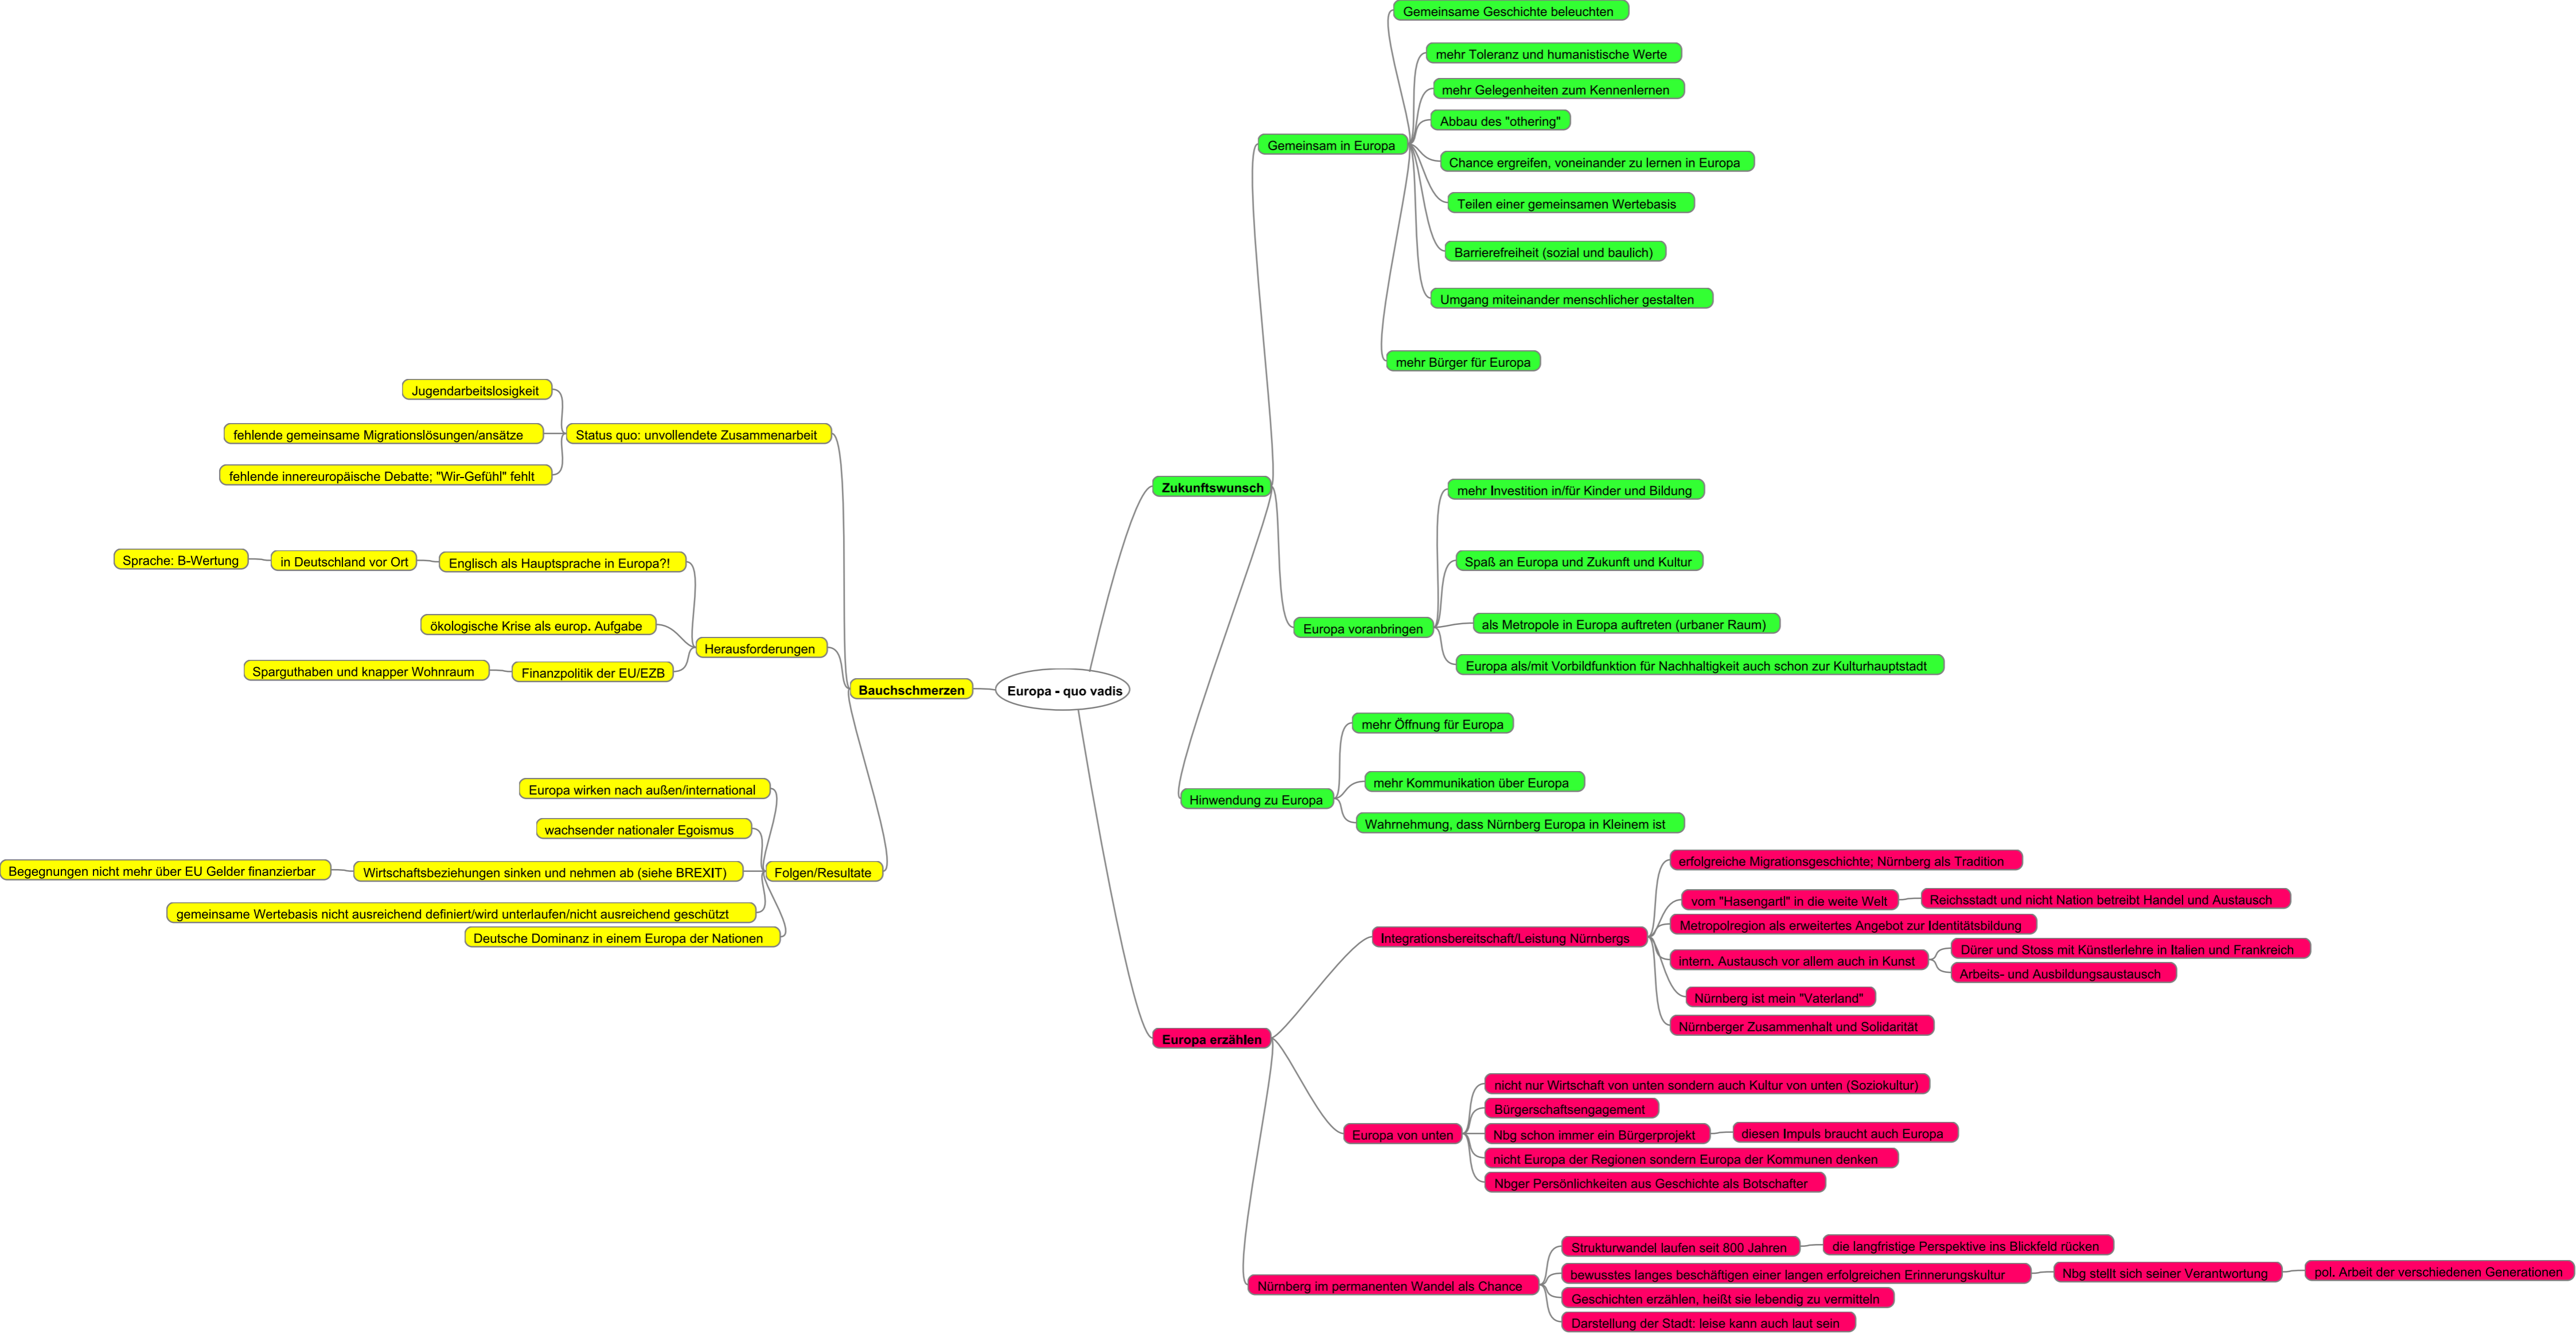 Europa - quo vadis
Zukunftswunsch
Gemeinsam in Europa
Gemeinsame Geschichte beleuchten
mehr Toleranz und humanistische Werte
mehr Gelegenheiten zum Kennenlernen
Abbau des "othering"
Chance ergreifen, voneinander zu lernen in Europa
Teilen einer gemeinsamen Wertebasis
Barrierefreiheit (sozial und baulich)
Umgang miteinander menschlicher gestalten
mehr Bürger für Europa
Europa voranbringen
mehr Investition in/für Kinder und Bildung
Spaß an Europa und Zukunft und Kultur
als Metropole in Europa auftreten (urbaner Raum)
Europa als/mit Vorbildfunktion für Nachhaltigkeit auch schon zur Kulturhauptstadt
Hinwendung zu Europa
mehr Öffnung für Europa
mehr Kommunikation über Europa
Wahrnehmung, dass Nürnberg Europa in Kleinem ist
Europa erzählen
Integrationsbereitschaft/Leistung Nürnbergs
erfolgreiche Migrationsgeschichte; Nürnberg als Tradition
vom "Hasengartl" in die weite Welt
Reichsstadt und nicht Nation betreibt Handel und Austausch
Metropolregion als erweitertes Angebot zur Identitätsbildung
intern. Austausch vor allem auch in Kunst
Dürer und Stoss mit Künstlerlehre in Italien und Frankreich
Arbeits- und Ausbildungsaustausch
Nürnberg ist mein "Vaterland"
Nürnberger Zusammenhalt und Solidarität
Europa von unten
nicht nur Wirtschaft von unten sondern auch Kultur von unten (Soziokultur)
Bürgerschaftsengagement
Nbg schon immer ein Bürgerprojekt
diesen Impuls braucht auch Europa
nicht Europa der Regionen sondern Europa der Kommunen denken
Nbger Persönlichkeiten aus Geschichte als Botschafter
Nürnberg im permanenten Wandel als Chance
Strukturwandel laufen seit 800 Jahren
die langfristige Perspektive ins Blickfeld rücken
bewusstes langes beschäftigen einer langen erfolgreichen Erinnerungskultur
Nbg stellt sich seiner Verantwortung
pol. Arbeit der verschiedenen Generationen
Geschichten erzählen, heißt sie lebendig zu vermitteln
Darstellung der Stadt: leise kann auch laut sein
Bauchschmerzen
Status quo: unvollendete Zusammenarbeit
Jugendarbeitslosigkeit
fehlende gemeinsame Migrationslösungen/ansätze
fehlende innereuropäische Debatte; "Wir-Gefühl" fehlt
Herausforderungen
Englisch als Hauptsprache in Europa?!
in Deutschland vor Ort
Sprache: B-Wertung
ökologische Krise als europ. Aufgabe
Finanzpolitik der EU/EZB
Sparguthaben und knapper Wohnraum
Folgen/Resultate
Europa wirken nach außen/international
wachsender nationaler Egoismus
Wirtschaftsbeziehungen sinken und nehmen ab (siehe BREXIT)
Begegnungen nicht mehr über EU Gelder finanzierbar
gemeinsame Wertebasis nicht ausreichend definiert/wird unterlaufen/nicht ausreichend geschützt
Deutsche Dominanz in einem Europa der Nationen